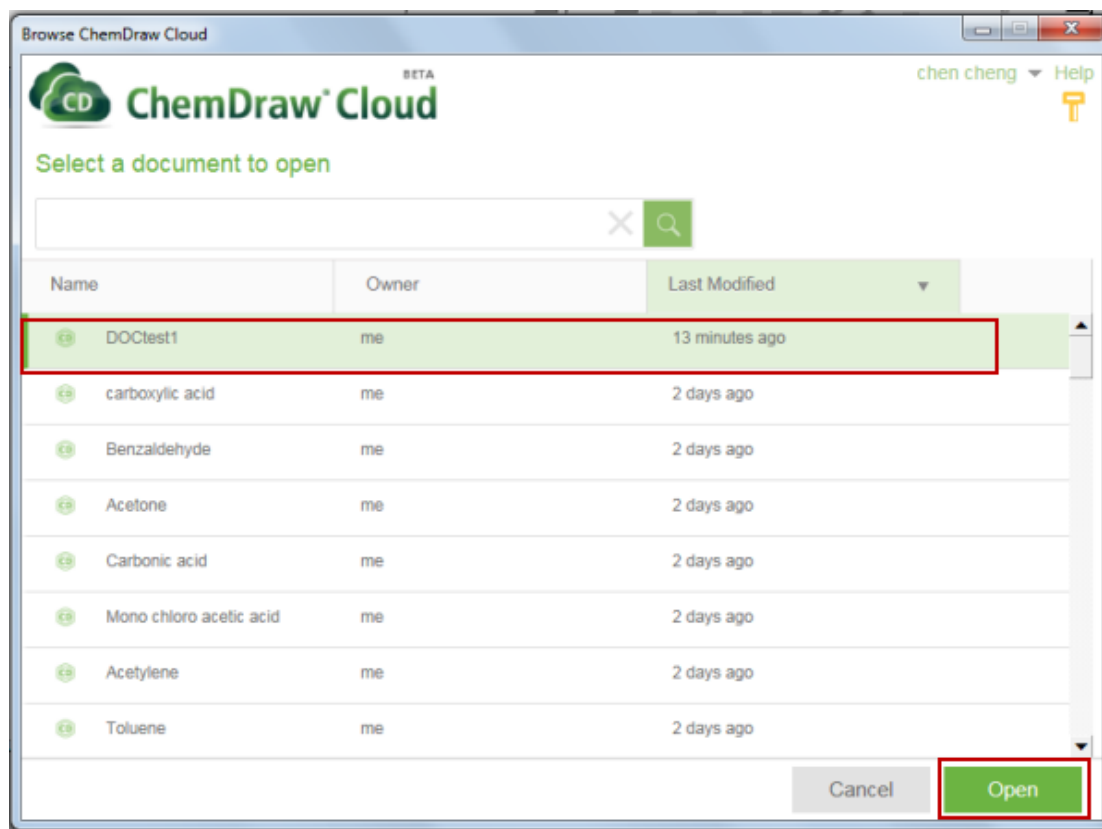 Browse ChemDraw Cloud
BETA
CD ChemDraw Cloud
chen cheng Help
Select a document to open
Name Owner Last Modified
DOCtest1 me 13 minutes ago
carboxylic acid me 2 days ago
Benzaldehyde me 2 days ago
Acetone me 2 days ago
Carbonic acid me 2 days ago
Mono chloro acetic acid me 2 days ago
Acetylene me 2 days ago
Toluene me 2 days ago
Cancel Open